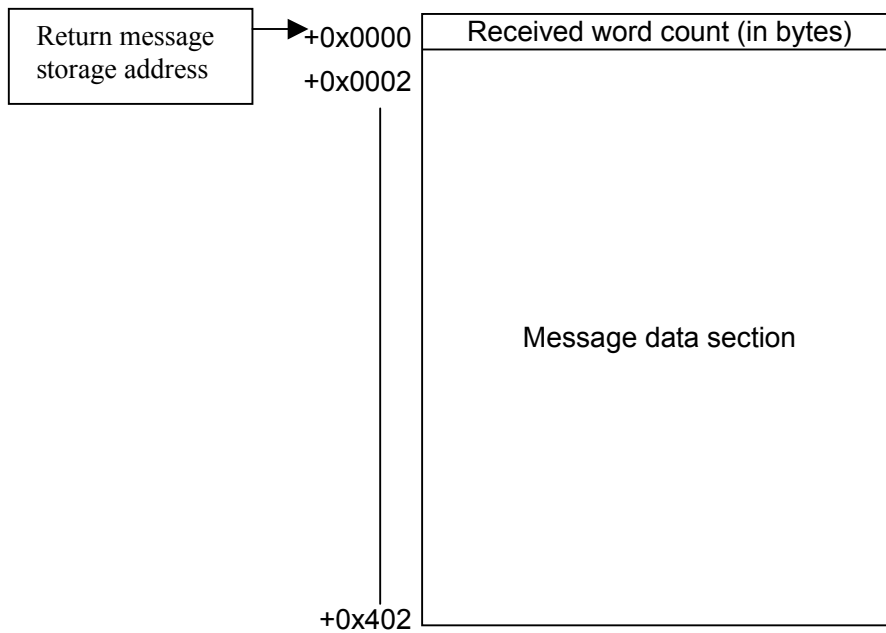 Return message
storage address
+0x0000
Received word count (in bytes)
+0x0002
Message data section
+0x402